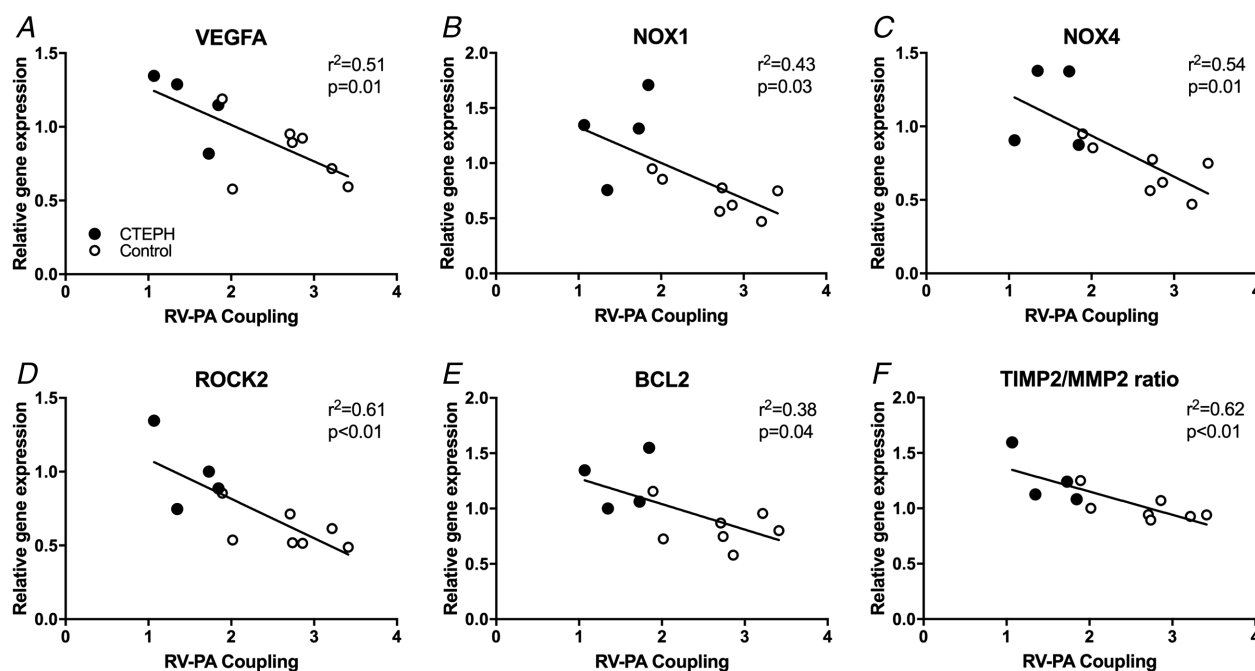 A
VEGFA
r²=0.51
p=0.01
Relative gene expression
1.5
1.0
0.5
0.0
CTEPH
Control
0 1 2 3 4
RV-PA Coupling
B
NOX1
r²=0.43
p=0.03
Relative gene expression
2.0
1.5
1.0
0.5
0.0
0 1 2 3 4
RV-PA Coupling
C
NOX4
r²=0.54
p=0.01
Relative gene expression
1.5
1.0
0.5
0.0
0 1 2 3 4
RV-PA Coupling
D
ROCK2
r²=0.61
p<0.01
Relative gene expression
1.5
1.0
0.5
0.0
0 1 2 3 4
RV-PA Coupling
E
BCL2
r²=0.38
p=0.04
Relative gene expression
2.0
1.5
1.0
0.5
0.0
0 1 2 3 4
RV-PA Coupling
F
TIMP2/MMP2 ratio
r²=0.62
p<0.01
Relative gene expression
2.0
1.5
1.0
0.5
0.0
0 1 2 3 4
RV-PA Coupling